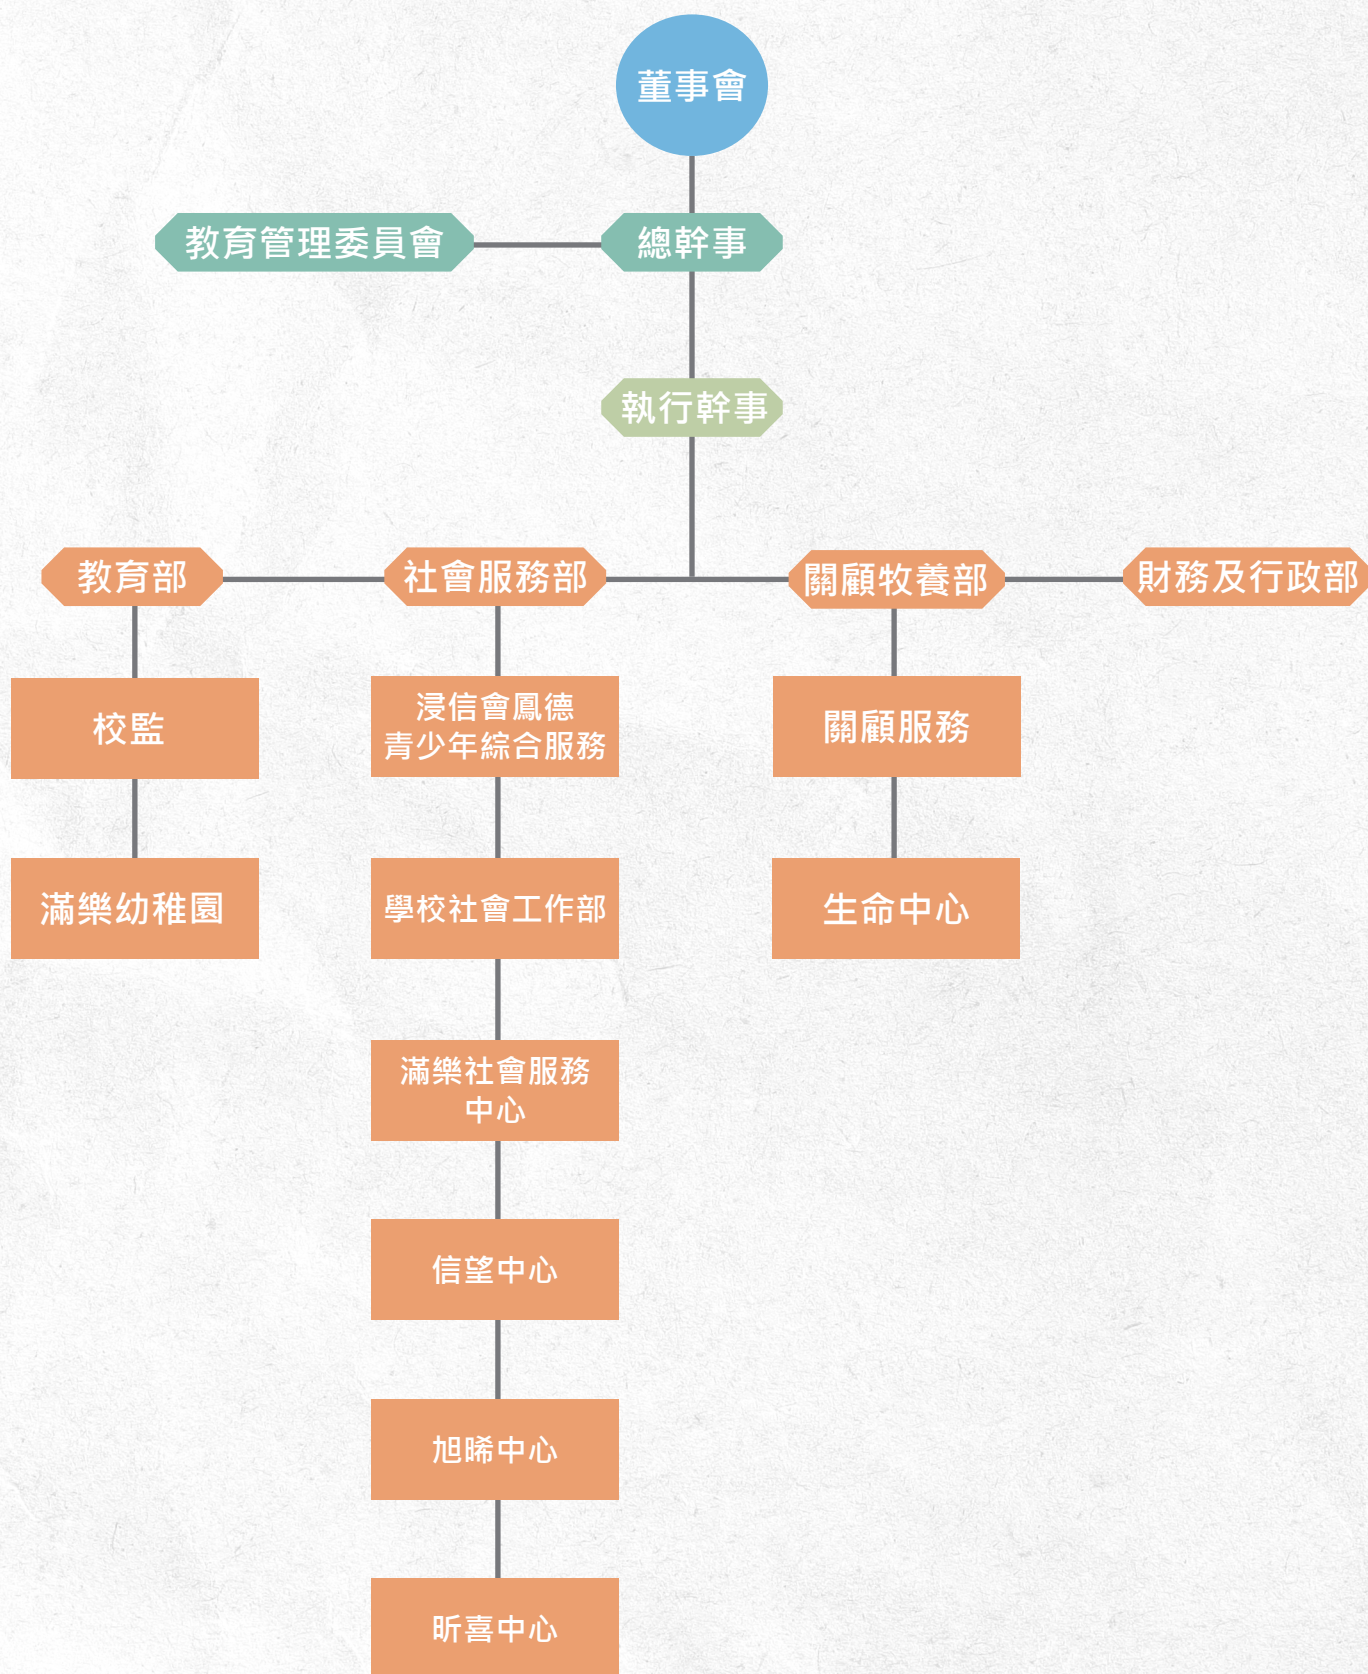 董事會
教育管理委員會
總幹事
執行幹事
教育部
社會服務部
關顧牧養部
財務及行政部
校監
浸信會鳳德
青少年綜合服務
關顧服務
滿樂幼稚園
學校社會工作部
生命中心
滿樂社會服務
中心
信望中心
旭晞中心
昕喜中心